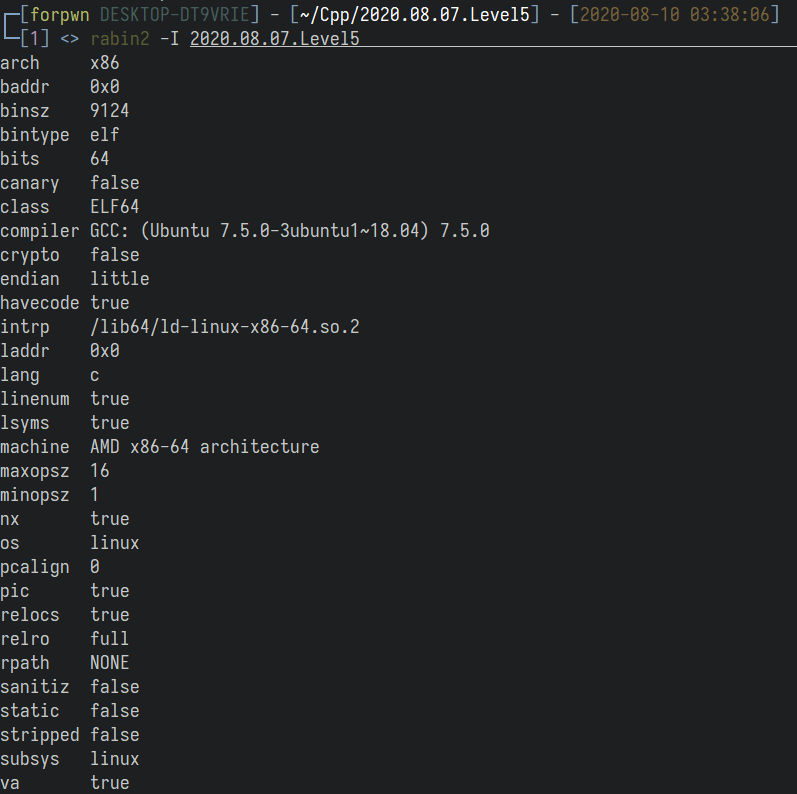 [forpwn DESKTOP-DT9VRIE] - [~/Cpp/2020.08.07.Level5] - [2020-08-10 03:38:06]
[1] <> rabin2 -I 2020.08.07.Level5
arch     x86
baddr    0x0
binsz    9124
bintype  elf
bits     64
canary   false
class    ELF64
compiler GCC: (Ubuntu 7.5.0-3ubuntu1~18.04) 7.5.0
crypto   false
endian   little
havecode true
intrp    /lib64/ld-linux-x86-64.so.2
laddr    0x0
lang     c
linenum  true
lsyms    true
machine  AMD x86-64 architecture
maxopsz  16
minopsz  1
nx       true
os       linux
pcalign  0
pic      true
relocs   true
relro    full
rpath    NONE
sanitiz  false
static   false
stripped false
subsys   linux
va       true